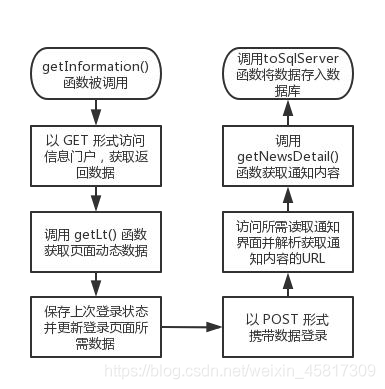 getInformation()
函数被调用
以 GET 形式访问
信息门户，获取返
回数据
调用 getLt() 函数
获取页面动态数据
保存上次登录状态
并更新登录页面所
需数据
以 POST 形式
携带数据登录
访问所需读取通知
界面并解析获取通
知内容的URL
调用
getNewsDetail()
函数获取通知内容
调用toSqlServer
函数将数据存入数
据库
https://blog.csdn.net/weixin_45817309